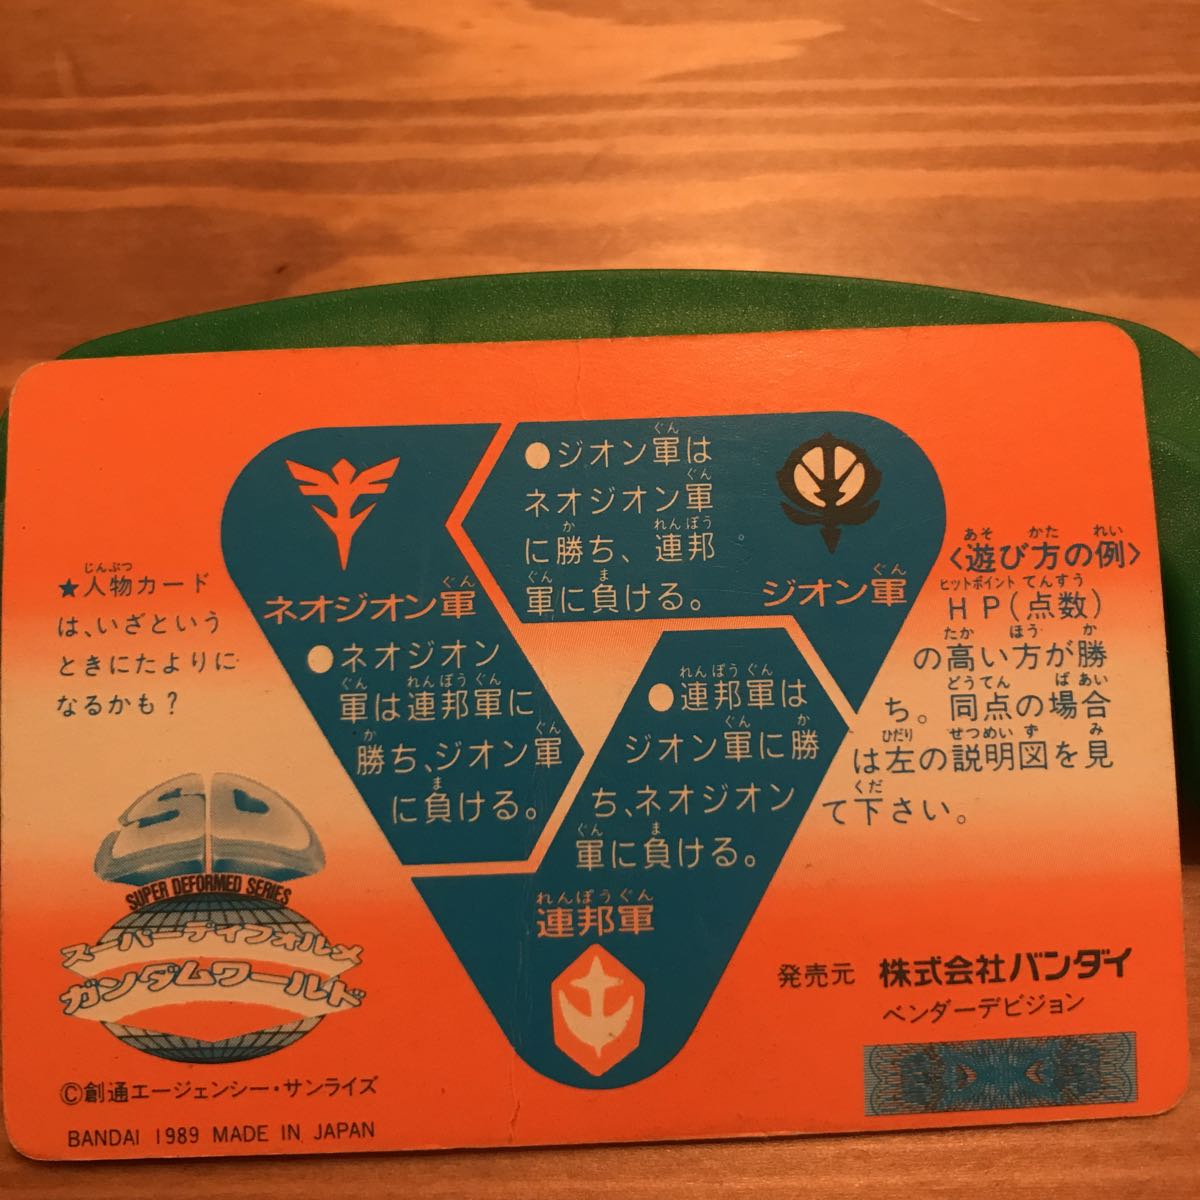 ●ジオン軍は
ネオジオン軍
に勝ち、連邦
軍に負ける。
ジオン軍
ネオジオン軍
●ネオジオン
軍は連邦軍に
勝ち、ジオン軍
に負ける。
●連邦軍は
ジオン軍に勝
ち、ネオジオン
軍に負ける。
連邦軍
★人物カード
は、いざという
ときにたよりに
なるかも?
<遊び方の例>
HP(点数)
の高い方が勝
ち。同点の場合
は左の説明図を見
て下さい。
SUPER DEFORMED SERIES
スーパーディフォルメ
ガンダムワールド
©創通エージェンシー・サンライズ
BANDAI 1989 MADE IN JAPAN
発売元 株式会社バンダイ
ベンダーデビジョン